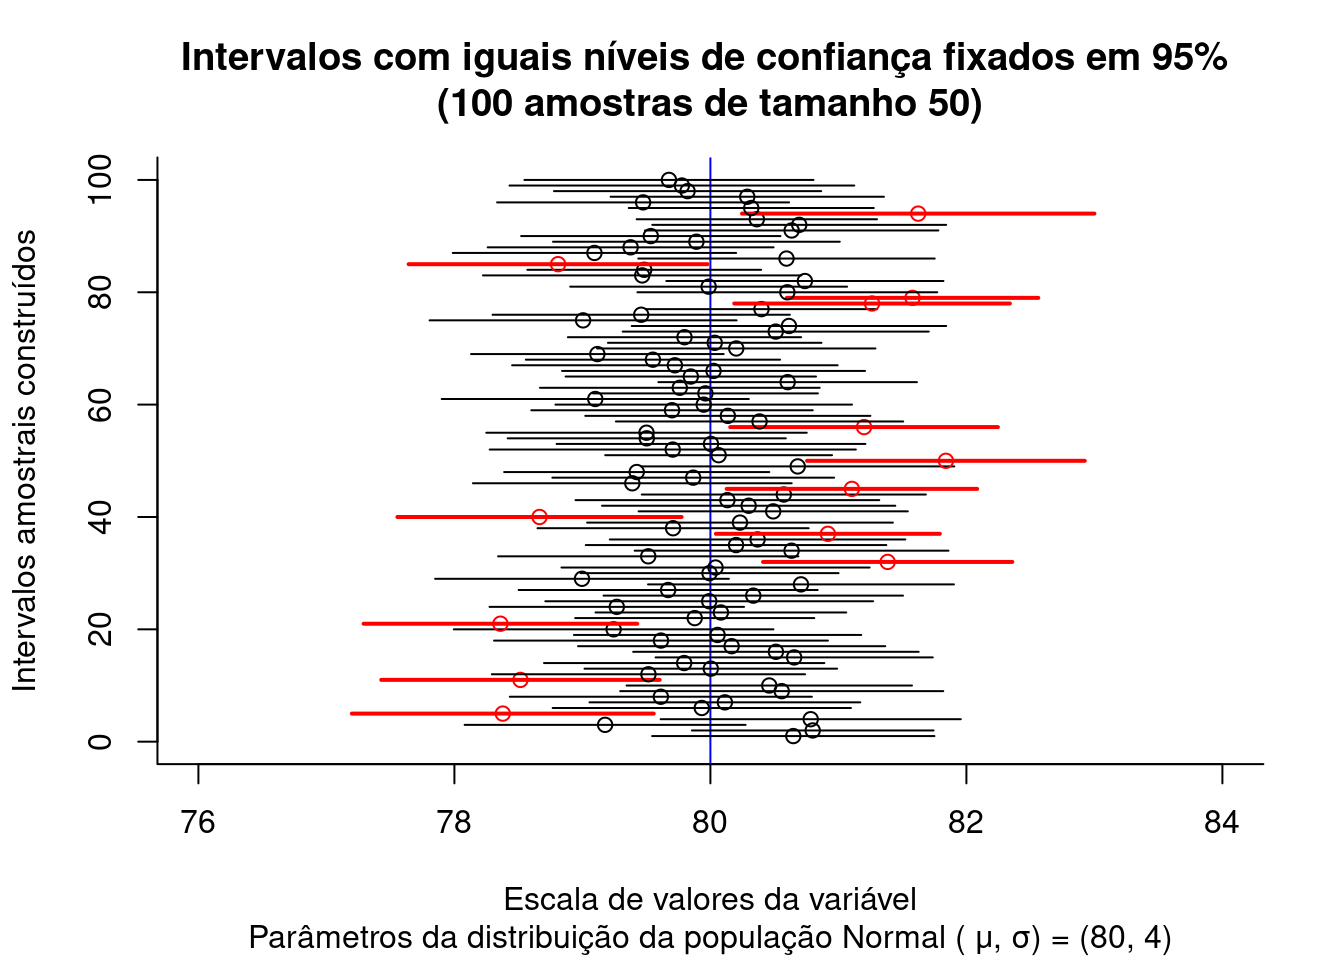 Intervalos com iguais níveis de confiança fixados em 95%
(100 amostras de tamanho 50)
Intervalos amostrais construídos
100
80
60
40
20
0
76 78 80 82 84
Escala de valores da variável
Parâmetros da distribuição da população Normal ( μ, σ) = (80, 4)